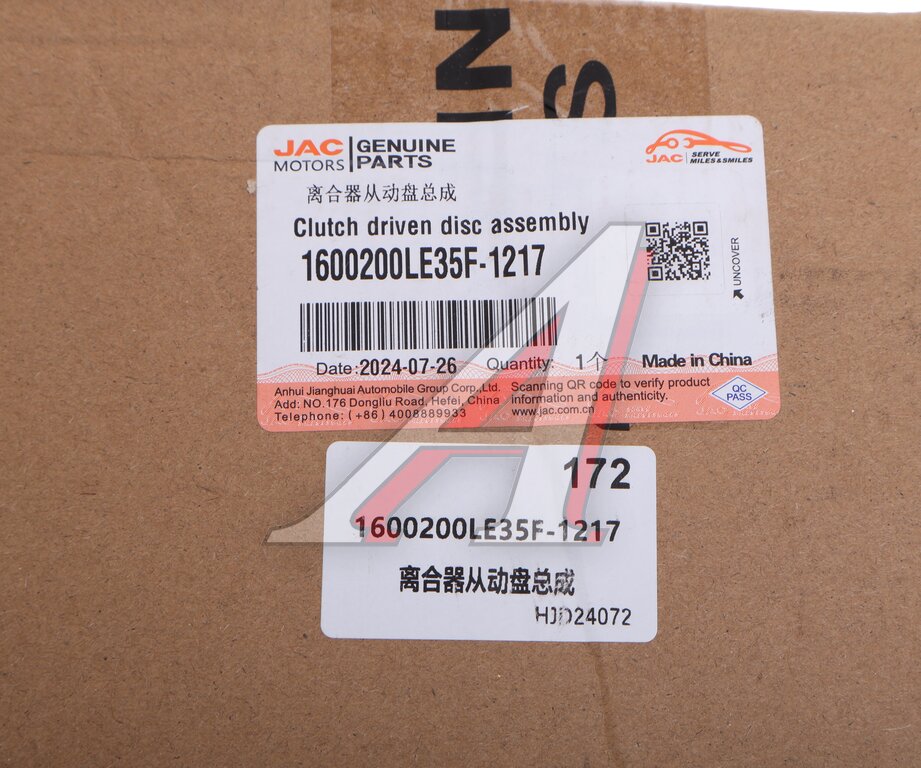 IN
S
JAC MOTORS GENUINE PARTS
JAC SERVE MILES & SMILES
离合器从动盘总成
Clutch driven disc assembly
1600200LE35F-1217
UNCOVER
Date:2024-07-26 Quantity: 1个 Made in China
Anhui Jianghuai Automobile Group Corp.,Ltd.
Add: NO.176 Dongliu Road, Hefei, China
Telephone: (+86) 4008889933
Scanning QR code to verify product
information and authenticity.
www.jac.com.cn
QC PASS
172
1600200LE35F-1217
离合器从动盘总成
HJD24072